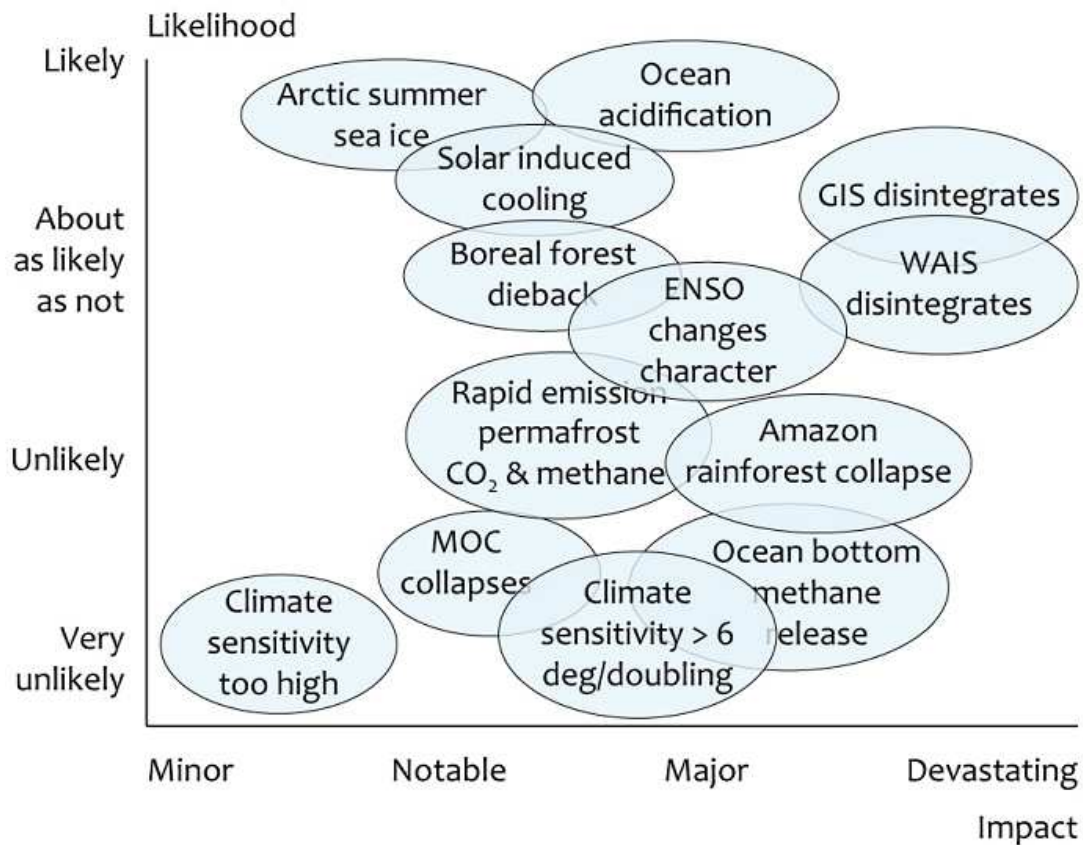 Likelihood
Likely
About
as likely
as not
Unlikely
Very
unlikely
Arctic summer
sea ice
Ocean
acidification
Solar induced
cooling
GIS disintegrates
WAIS
disintegrates
Boreal forest
dieback
ENSO
changes
character
Rapid emission
permafrost
CO₂ & methane
Amazon
rainforest collapse
MOC
collapses
Ocean bottom
methane
release
Climate
sensitivity > 6
deg/doubling
Climate
sensitivity
too high
Minor
Notable
Major
Devastating
Impact